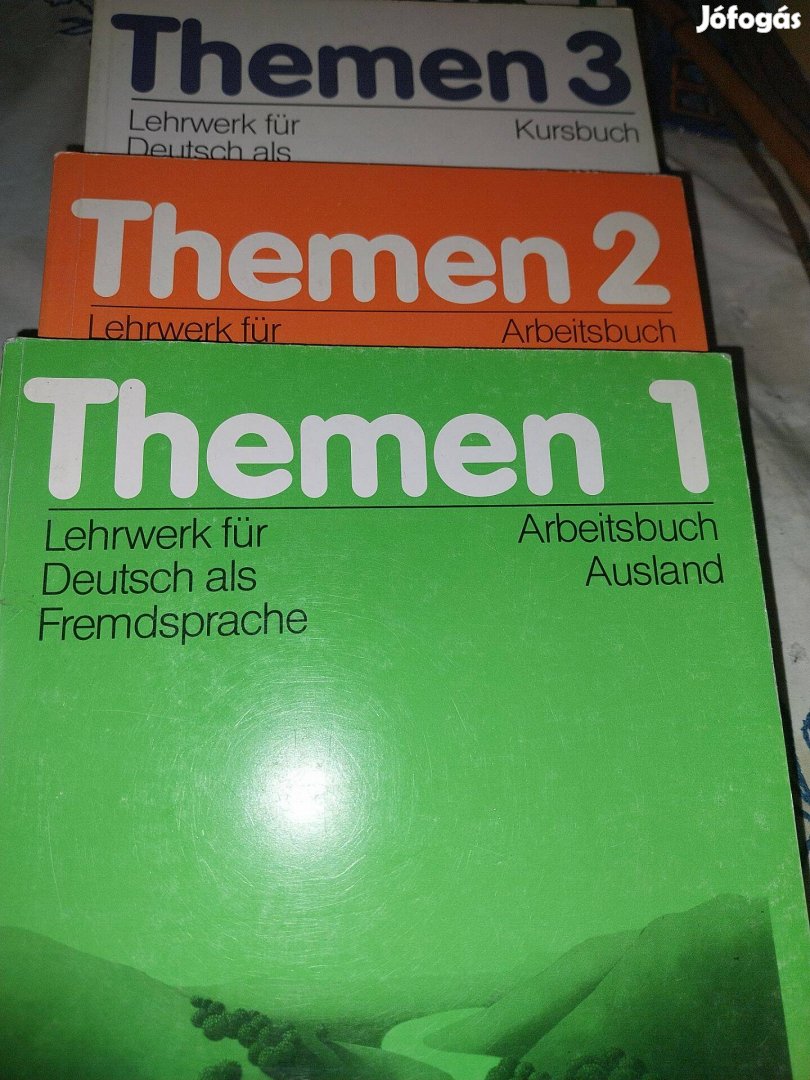 Jófogás
Themen 3
Lehrwerk für Kursbuch
Deutsch als
Themen 2
Lehrwerk für Arbeitsbuch
Themen 1
Lehrwerk für Arbeitsbuch
Deutsch als Ausland
Fremdsprache